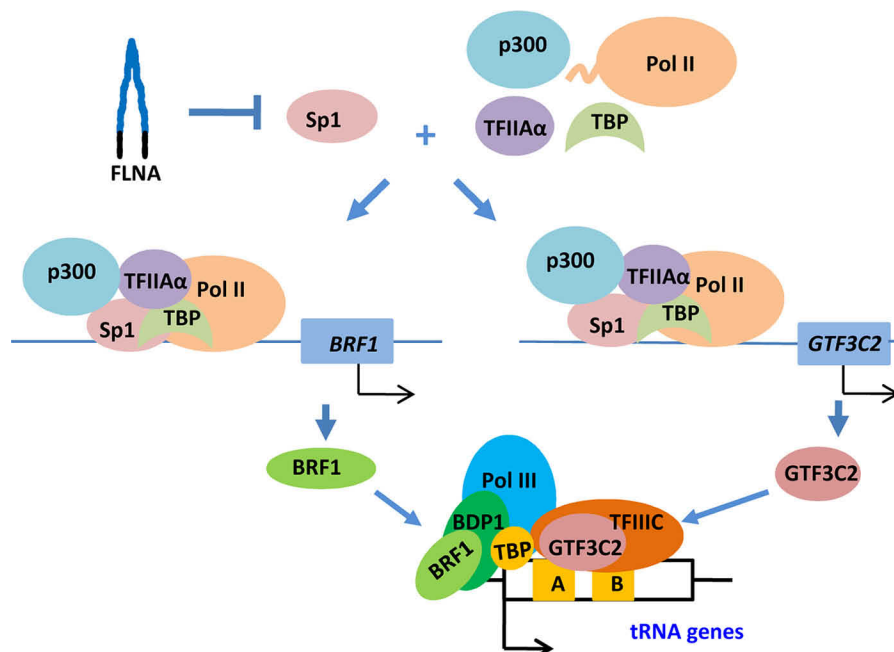 p300
Pol II
Sp1
TFIIAα
TBP
+
FLNA
p300
TFIIAα
Pol II
Sp1
TBP
BRF1
p300
TFIIAα
Pol II
Sp1
TBP
GTF3C2
BRF1
GTF3C2
Pol III
BDP1
TFIIIC
BRF1
TBP
GTF3C2
A
B
tRNA genes